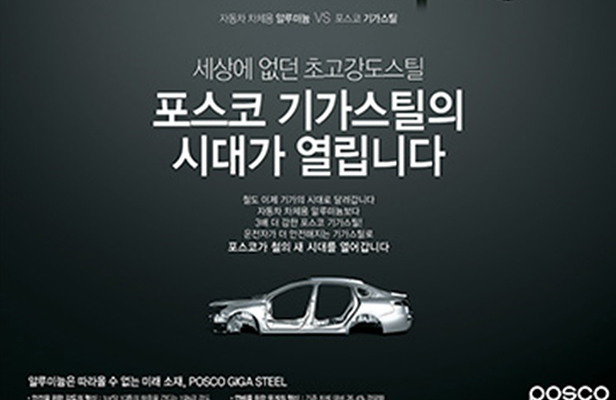 자동차 차체용 알루미늄 VS 포스코 기가스틸
세상에 없던 초고강도스틸
포스코 기가스틸의
시대가 열립니다
철도 이제 기가의 시대로 달려갑니다
자동차 차체용 알루미늄보다
3배 더 강한 포스코 기가스틸!
운전자가 더 안전해지는 기가스틸로
포스코가 철의 새 시대를 열어갑니다
알루미늄은 따라올 수 없는 미래 소재, POSCO GIGA STEEL
posco